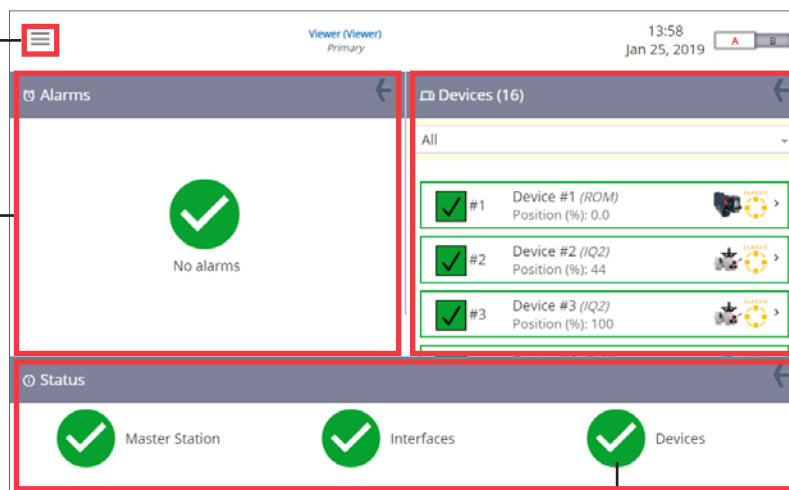 Viewer (Viewer)
Primary
13:58
Jan 25, 2019
A
B
Alarms
No alarms
Devices (16)
All
#1
Device #1 (ROM)
Position (%): 0.0
CLASSIC
#2
Device #2 (IQ2)
Position (%): 44
CLASSIC
#3
Device #3 (IQ2)
Position (%): 100
CLASSIC
Status
Master Station
Interfaces
Devices